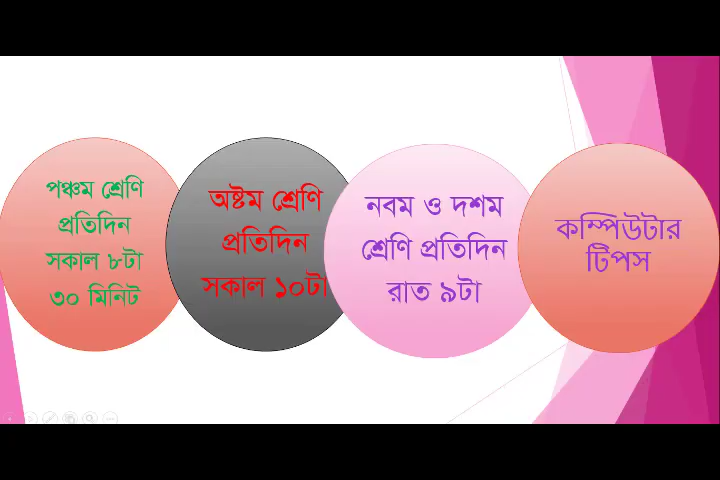 পঞ্চম শ্রেণি
প্রতিদিন
সকাল ৮টা
৩০ মিনিট
অষ্টম শ্রেণি
প্রতিদিন
সকাল ১০টা
নবম ও দশম
শ্রেণি প্রতিদিন
রাত ৯টা
কম্পিউটার
টিপস